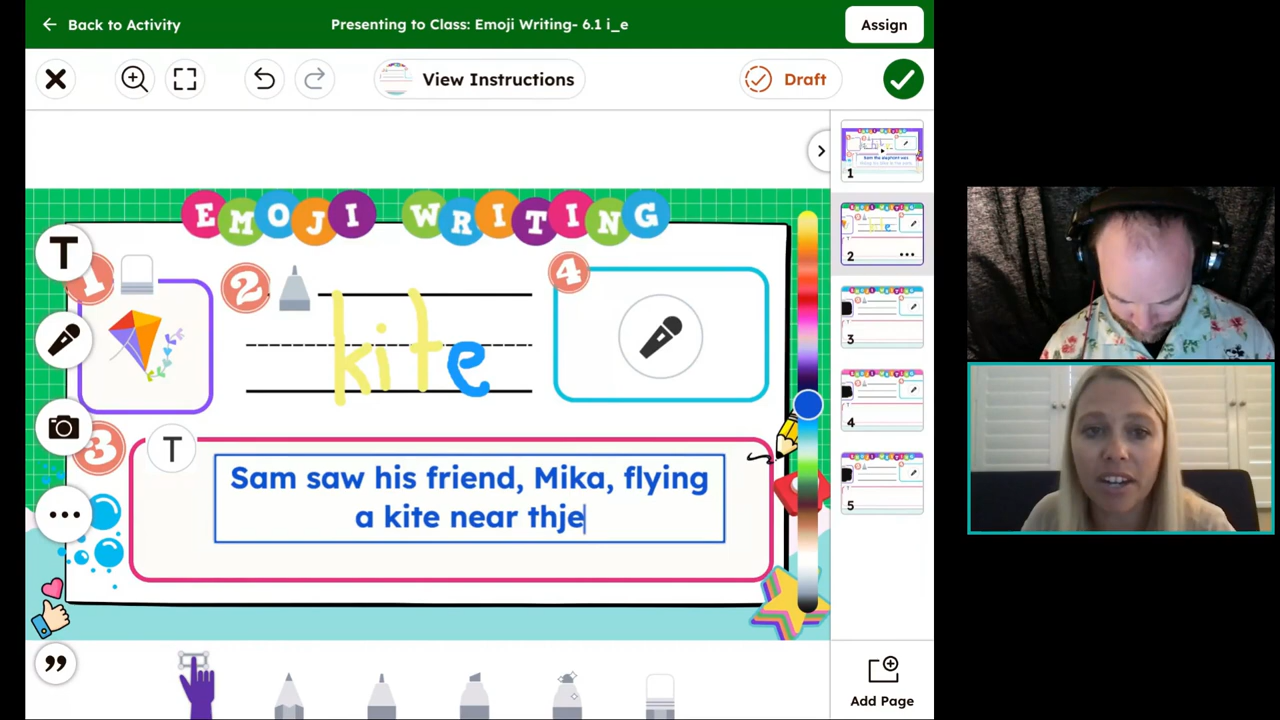 Back to Activity
Presenting to Class: Emoji Writing- 6.1 i_e
Assign
View Instructions
Draft
EMOJI WRITING
1
2
kite
4
3
T
T
Sam saw his friend, Mika, flying
a kite near thje
1
2
3
4
5
Add Page